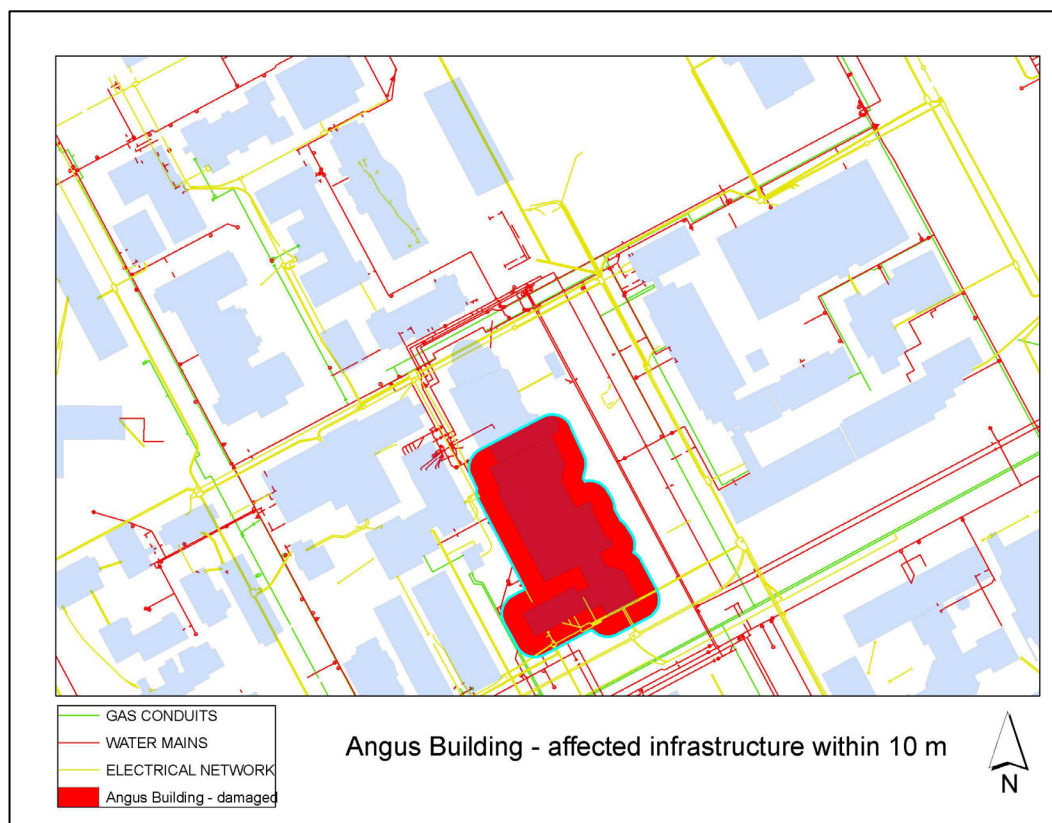 GAS CONDUITS
WATER MAINS
ELECTRICAL NETWORK
Angus Building - damaged
Angus Building - affected infrastructure within 10 m
N